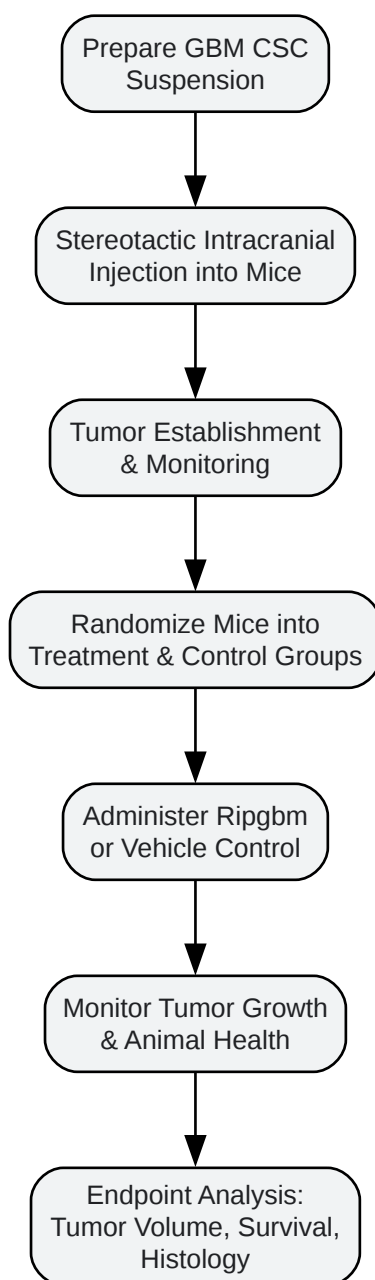 Prepare GBM CSC
Suspension
Stereotactic Intracranial
Injection into Mice
Tumor Establishment
& Monitoring
Randomize Mice into
Treatment & Control Groups
Administer Ripgbm
or Vehicle Control
Monitor Tumor Growth
& Animal Health
Endpoint Analysis:
Tumor Volume, Survival,
Histology